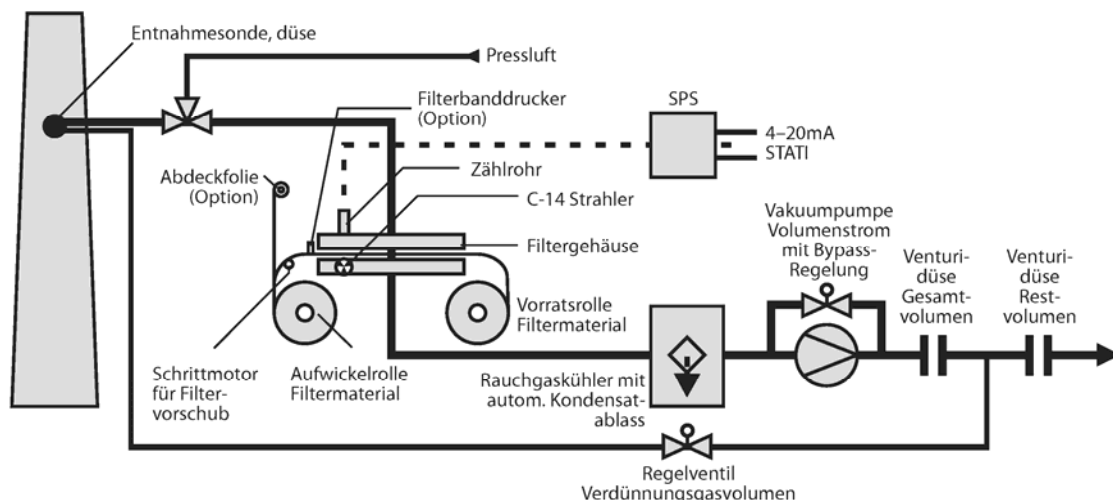 Entnahmesonde, düse
Pressluft
Filterbanddrucker
(Option)
SPS
4–20mA
STATI
Zählrohr
Abdeckfolie
(Option)
C-14 Strahler
Filtergehäuse
Vakuumpumpe
Volumenstrom
mit Bypass-
Regelung
Venturi-
düse
Gesamt-
volumen
Venturi-
düse
Rest-
volumen
Vorratsrolle
Filtermaterial
Schrittmotor
für Filter-
vorschub
Aufwickelrolle
Filtermaterial
Rauchgaskühler mit
autom. Kondensat-
ablass
Regelventil
Verdünnungsgasvolumen